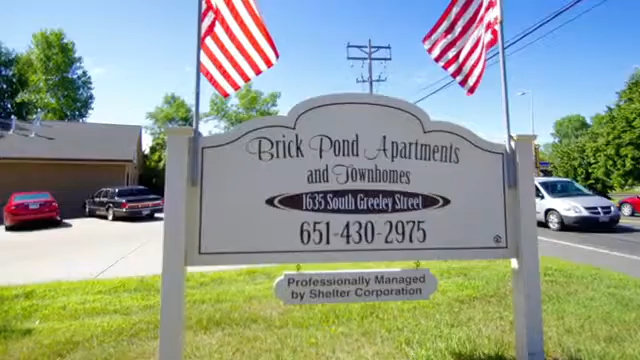 Brick Pond Apartments
and Townhomes
1635 South Greeley Street
651-430-2975
Professionally Managed
by Shelter Corporation